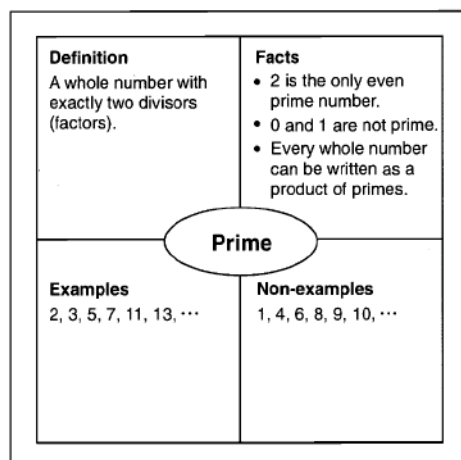 Definition
A whole number with
exactly two divisors
(factors).
Facts
• 2 is the only even
prime number.
• 0 and 1 are not prime.
• Every whole number
can be written as a
product of primes.
Prime
Examples
2, 3, 5, 7, 11, 13, ···
Non-examples
1, 4, 6, 8, 9, 10, ···